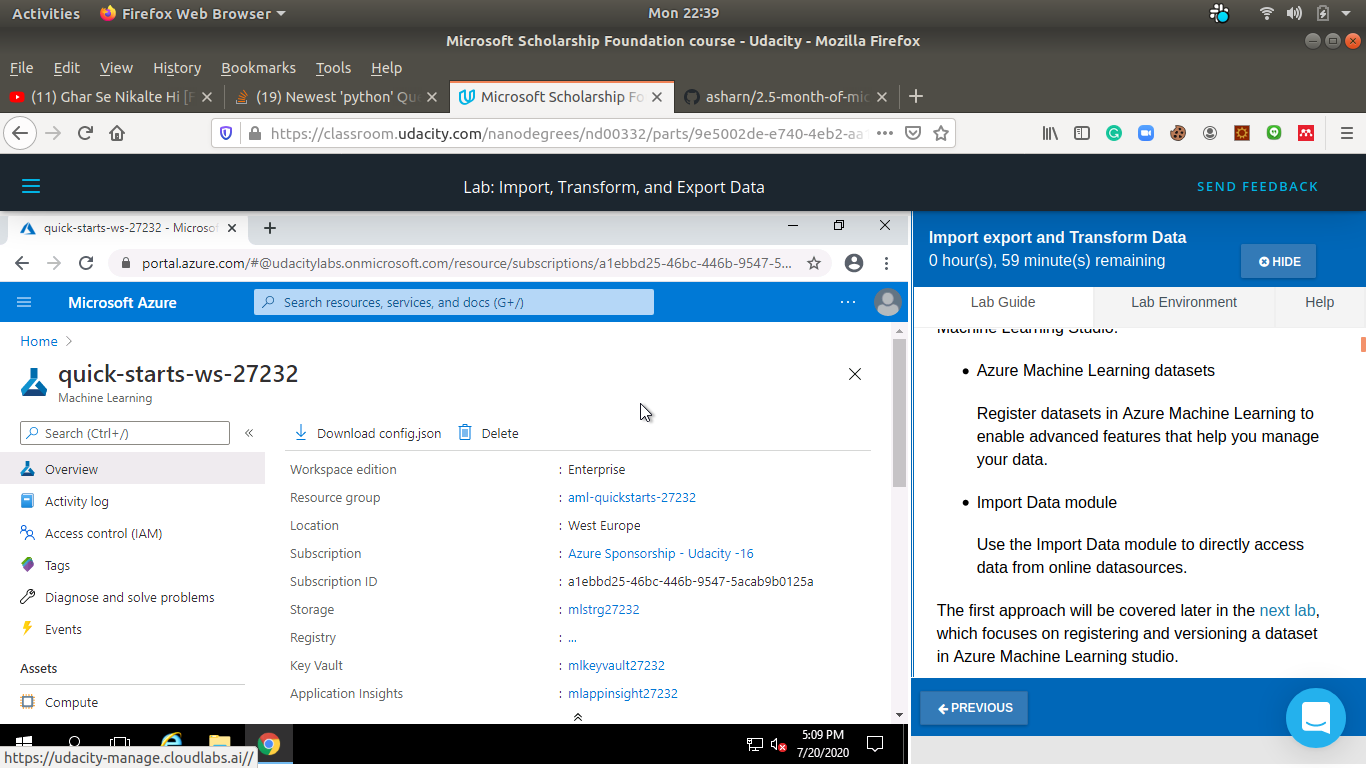 Activities Firefox Web Browser Mon 22:39
Microsoft Scholarship Foundation course - Udacity - Mozilla Firefox
File Edit View History Bookmarks Tools Help
(11) Ghar Se Nikalte Hi [F (19) Newest 'python' Qu Microsoft Scholarship Fo asharn/2.5-month-of-mic
https://classroom.udacity.com/nanodegrees/nd00332/parts/9e5002de-e740-4eb2-aa
Lab: Import, Transform, and Export Data SEND FEEDBACK
quick-starts-ws-27232 - Microsof
portal.azure.com/#@udacitylabs.onmicrosoft.com/resource/subscriptions/a1ebbd25-46bc-446b-9547-5...
Microsoft Azure Search resources, services, and docs (G+/) ...
Home >
quick-starts-ws-27232
Machine Learning
Search (Ctrl+/) « Download config.json Delete
Overview
Activity log
Access control (IAM)
Tags
Diagnose and solve problems
Events
Assets
Compute
Workspace edition : Enterprise
Resource group : aml-quickstarts-27232
Location : West Europe
Subscription : Azure Sponsorship - Udacity -16
Subscription ID : a1ebbd25-46bc-446b-9547-5acab9b0125a
Storage : mlstrg27232
Registry : ...
Key Vault : mlkeyvault27232
Application Insights : mlappinsight27232
5:09 PM
7/20/2020
https://udacity-manage.cloudlabs.ai//
Import export and Transform Data
0 hour(s), 59 minute(s) remaining
HIDE
Lab Guide Lab Environment Help
Machine Learning Studio:
• Azure Machine Learning datasets
Register datasets in Azure Machine Learning to
enable advanced features that help you manage
your data.
• Import Data module
Use the Import Data module to directly access
data from online datasources.
The first approach will be covered later in the next lab,
which focuses on registering and versioning a dataset
in Azure Machine Learning studio.
PREVIOUS